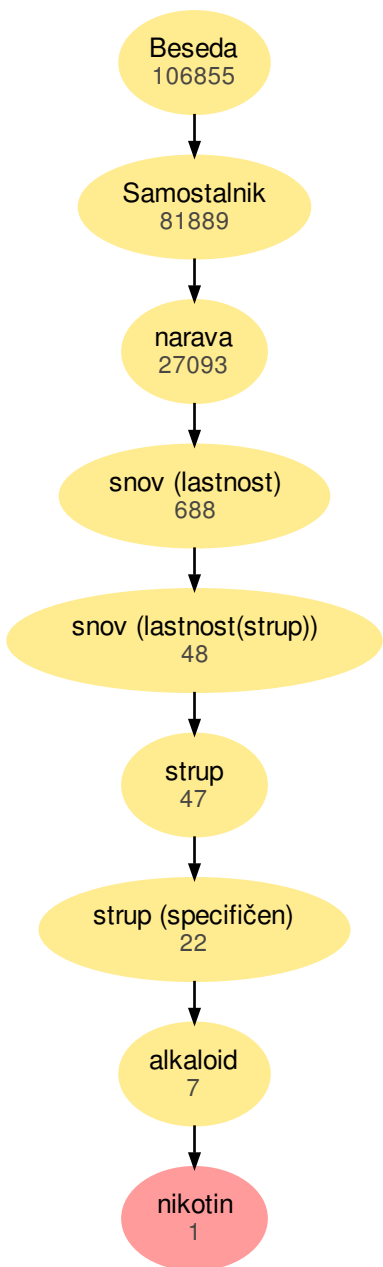 Beseda
106855
Samostalnik
81889
narava
27093
snov (lastnost)
688
snov (lastnost(strup))
48
strup
47
strup (specifičen)
22
alkaloid
7
nikotin
1